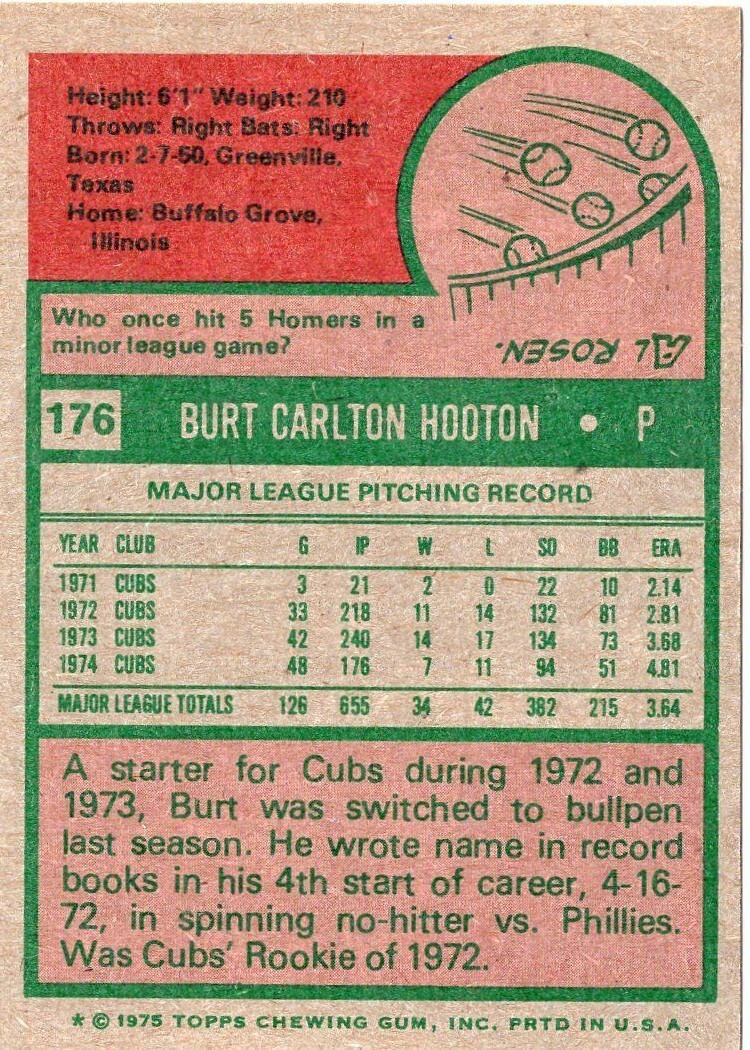 Height: 6'1" Weight: 210
Throws: Right Bats: Right
Born: 2-7-50, Greenville,
Texas
Home: Buffalo Grove,
Illinois
Who once hit 5 Homers in a
minor league game?
AL ROSEN.
176 BURT CARLTON HOOTON • P
MAJOR LEAGUE PITCHING RECORD
YEAR CLUB G IP W L SO BB ERA
1971 CUBS 3 21 2 0 22 10 2.14
1972 CUBS 33 218 11 14 132 81 2.81
1973 CUBS 42 240 14 17 134 73 3.68
1974 CUBS 48 176 7 11 94 51 4.81
MAJOR LEAGUE TOTALS 126 655 34 42 382 215 3.64
A starter for Cubs during 1972 and
1973, Burt was switched to bullpen
last season. He wrote name in record
books in his 4th start of career, 4-16-
72, in spinning no-hitter vs. Phillies.
Was Cubs' Rookie of 1972.
* © 1975 TOPPS CHEWING GUM, INC. PRTD IN U.S.A.